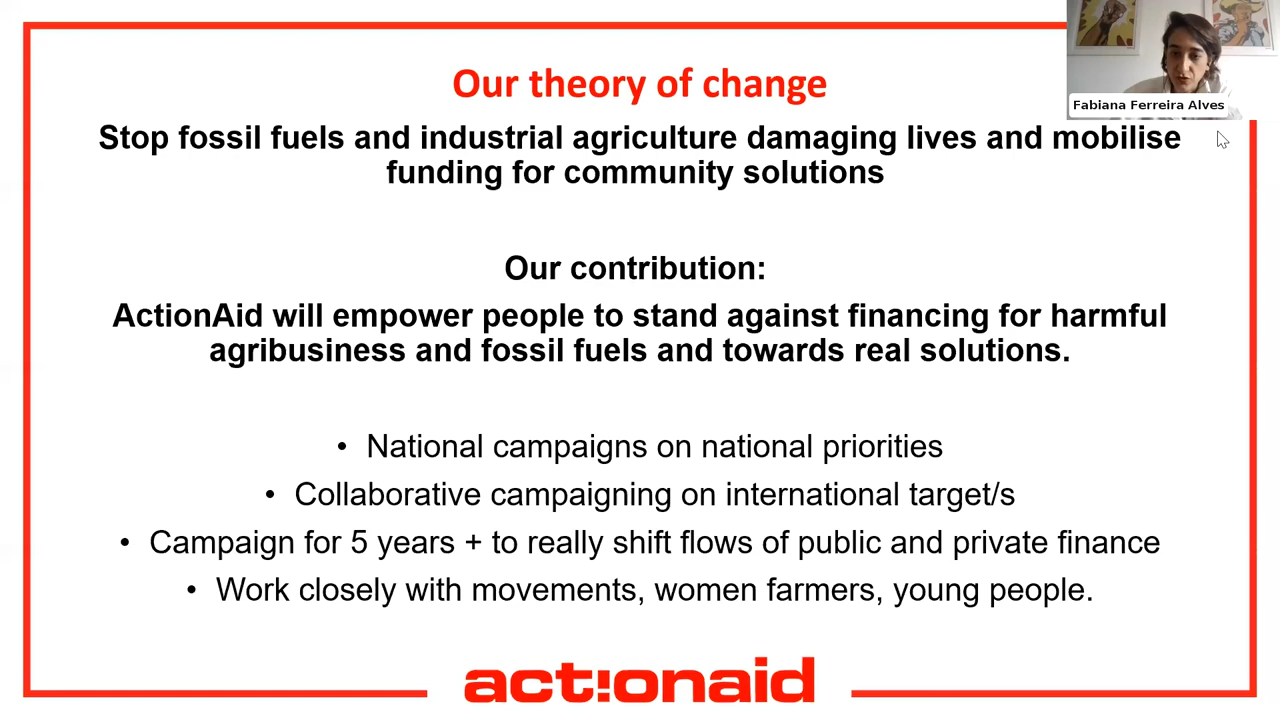 Our theory of change
Fabiana Ferreira Alves
Stop fossil fuels and industrial agriculture damaging lives and mobilise
funding for community solutions
Our contribution:
ActionAid will empower people to stand against financing for harmful
agribusiness and fossil fuels and towards real solutions.
• National campaigns on national priorities
• Collaborative campaigning on international target/s
• Campaign for 5 years + to really shift flows of public and private finance
• Work closely with movements, women farmers, young people.
act!onaid